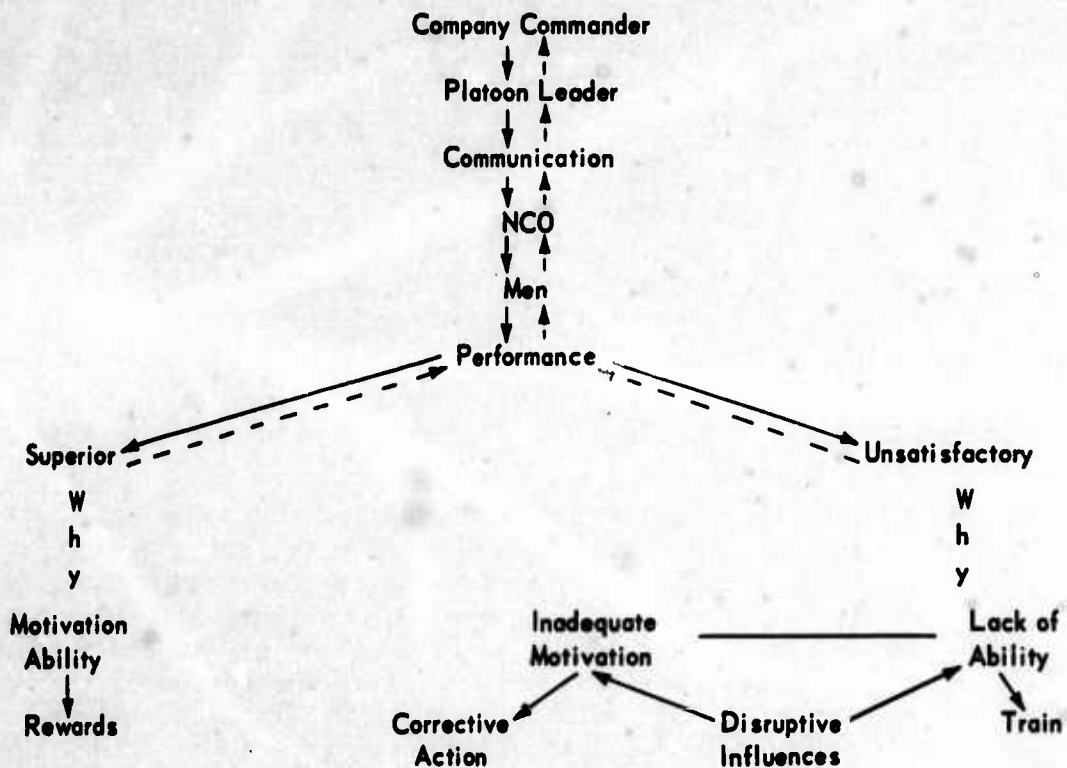 Company Commander
Platoon Leader
Communication
NCO
Men
Performance
Superior
Unsatisfactory
W
h
y
W
h
y
Motivation
Ability
Inadequate
Motivation
Lack of
Ability
Rewards
Corrective
Action
Disruptive
Influences
Train